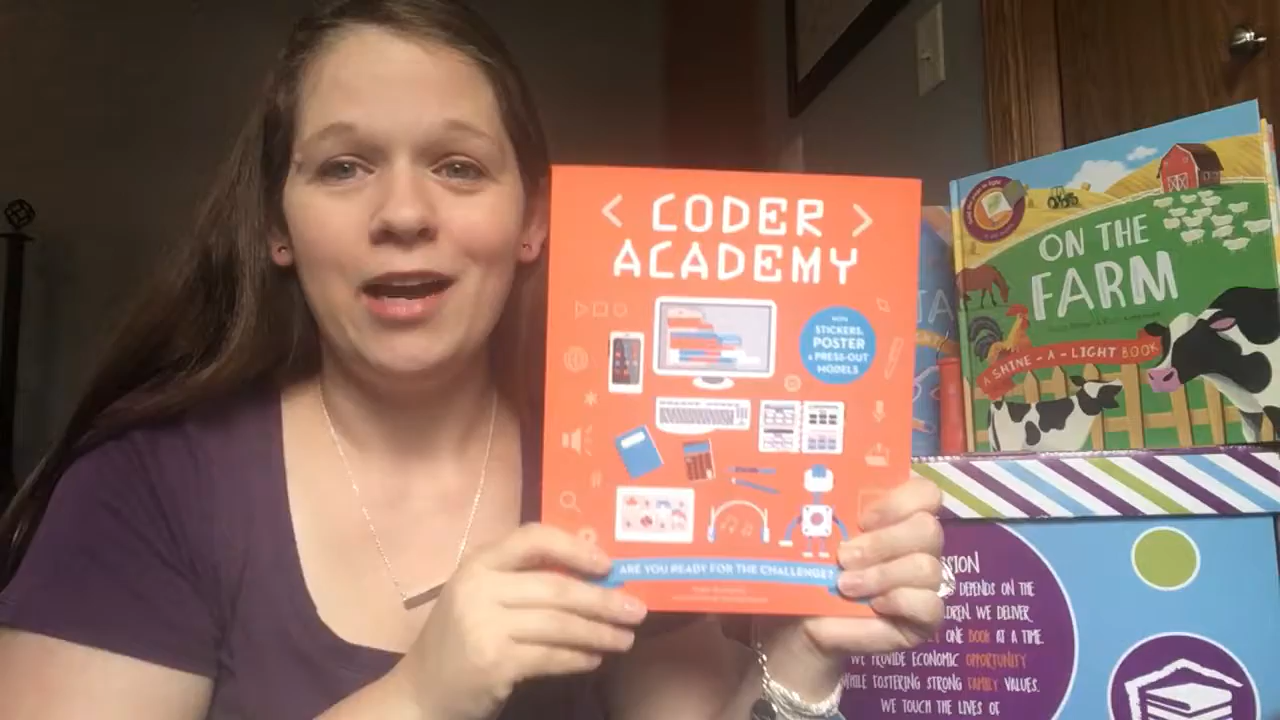 < CODER >
ACADEMY
WITH
STICKERS,
POSTER
& PRESS-OUT
MODELS
ARE YOU READY FOR THE CHALLENGE?
ON THE
FARM
A SHINE-A-LIGHT BOOK
TA
SSION
DEPENDS ON THE
DREN. WE DELIVER
ONE BOOK AT A TIME.
WE PROVIDE ECONOMIC OPPORTUNITY
WHILE FOSTERING STRONG FAMILY VALUES.
WE TOUCH THE LIVES OF